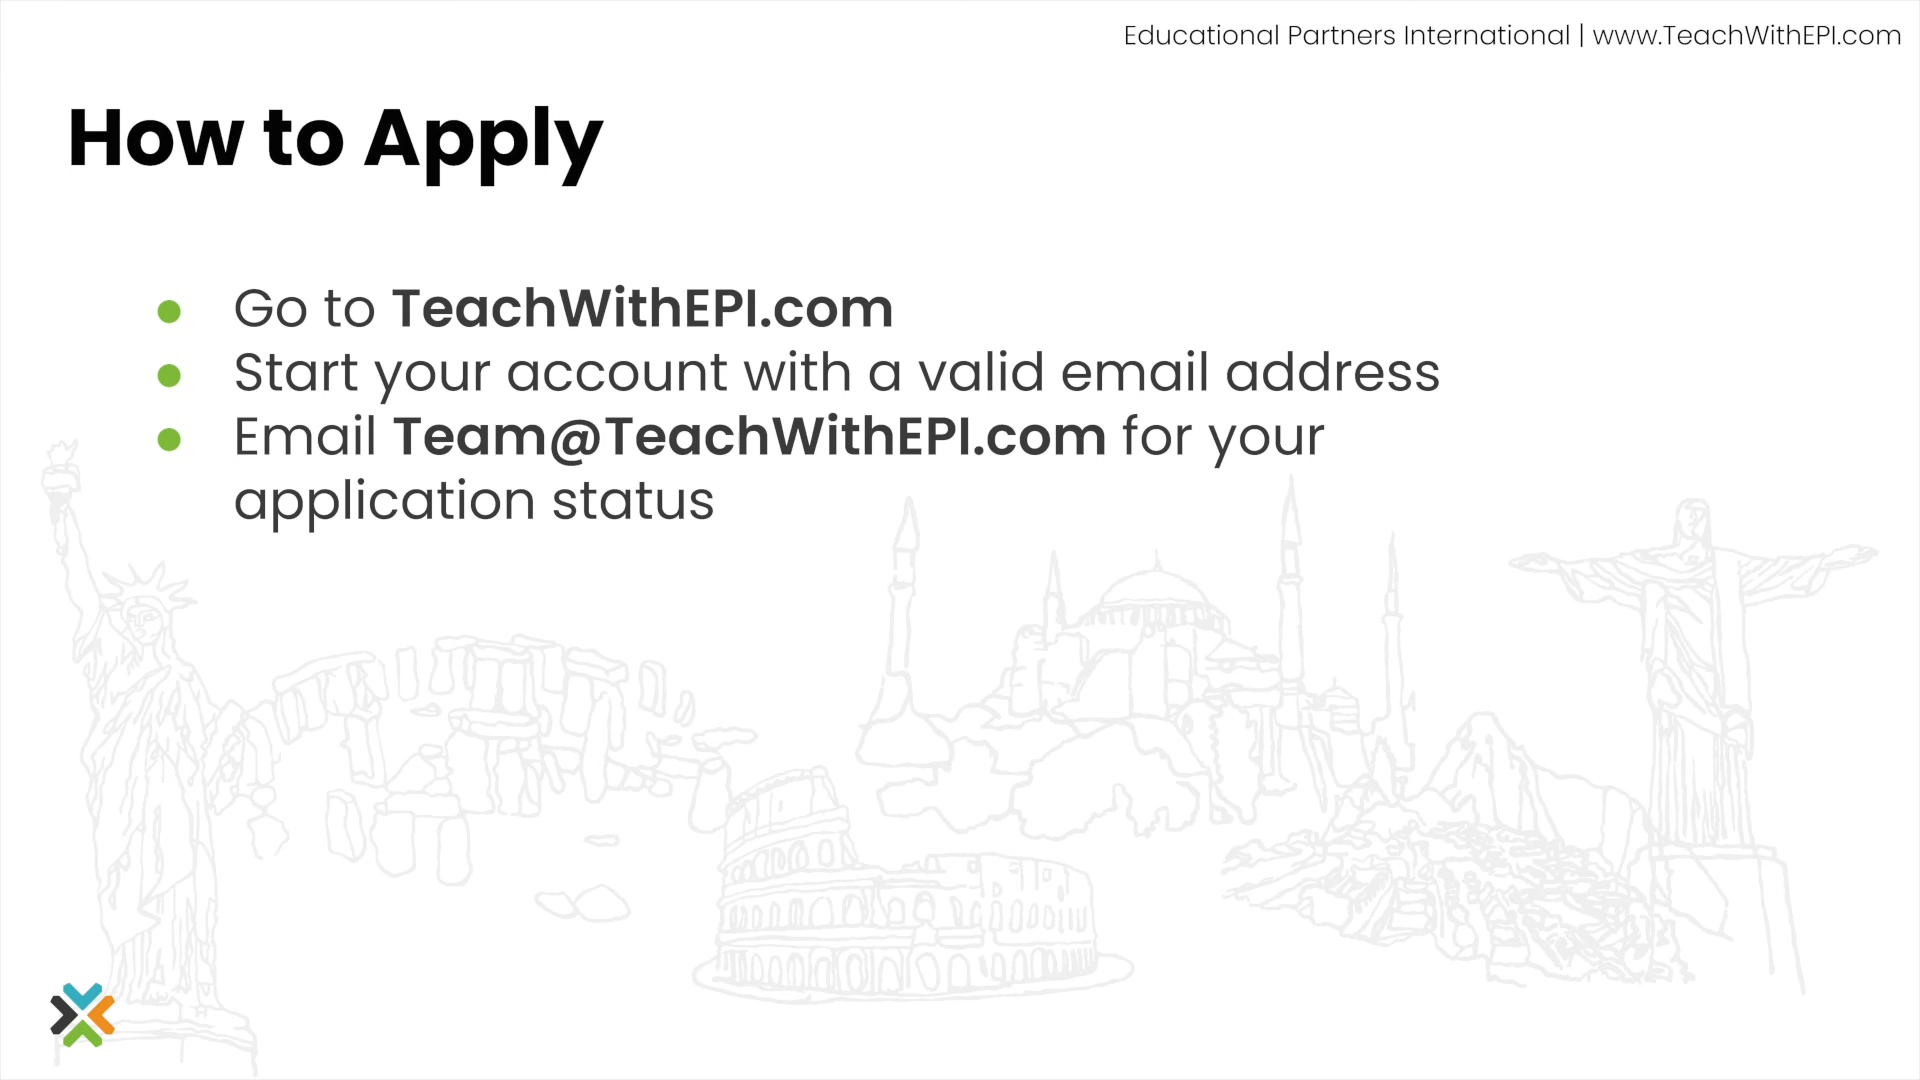 Educational Partners International | www.TeachWithEPI.com
How to Apply
● Go to TeachWithEPI.com
● Start your account with a valid email address
● Email Team@TeachWithEPI.com for your
application status